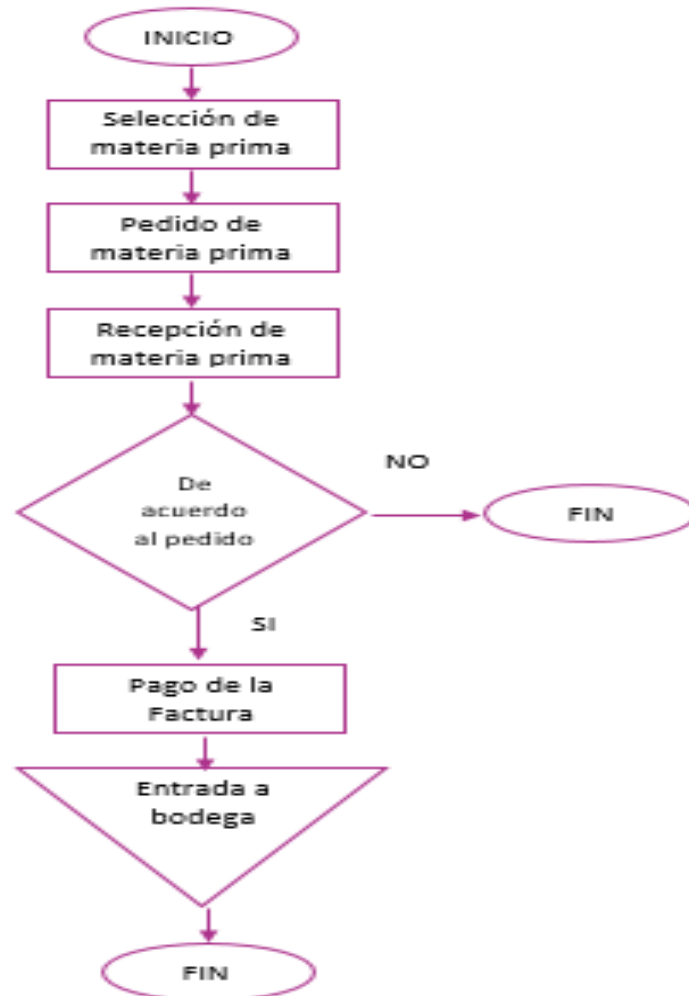 INICIO
Selección de
materia prima
Pedido de
materia prima
Recepción de
materia prima
De
acuerdo
al pedido
NO
FIN
SI
Pago de la
Factura
Entrada a
bodega
FIN